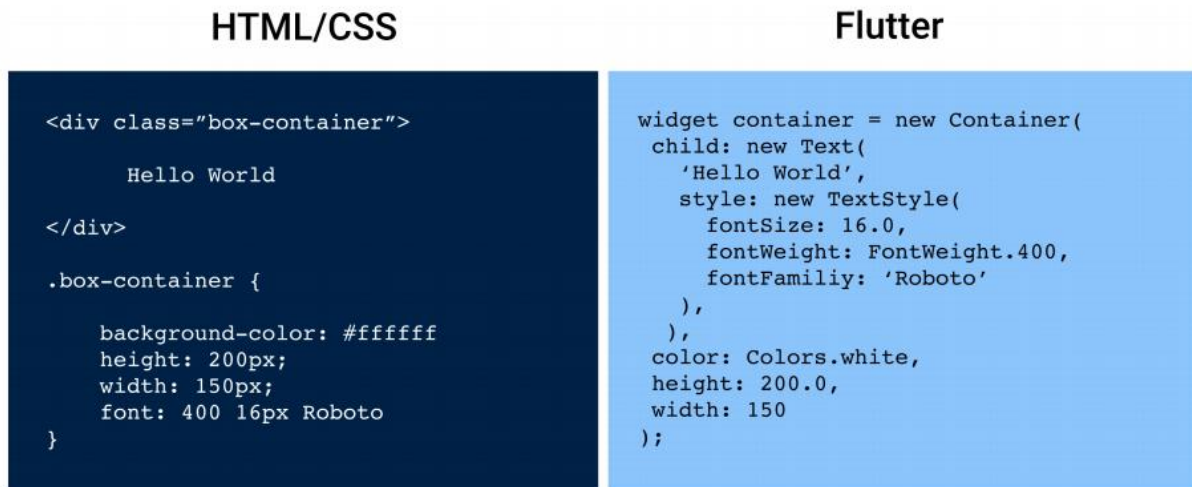 HTML/CSS
<div class=”box-container”>
Hello World
</div>
.box-container {
background-color: #ffffff
height: 200px;
width: 150px;
font: 400 16px Roboto
}
Flutter
widget container = new Container(
child: new Text(
‘Hello World’,
style: new TextStyle(
fontSize: 16.0,
fontWeight: FontWeight.400,
fontFamiliy: ‘Roboto’
),
),
color: Colors.white,
height: 200.0,
width: 150
);